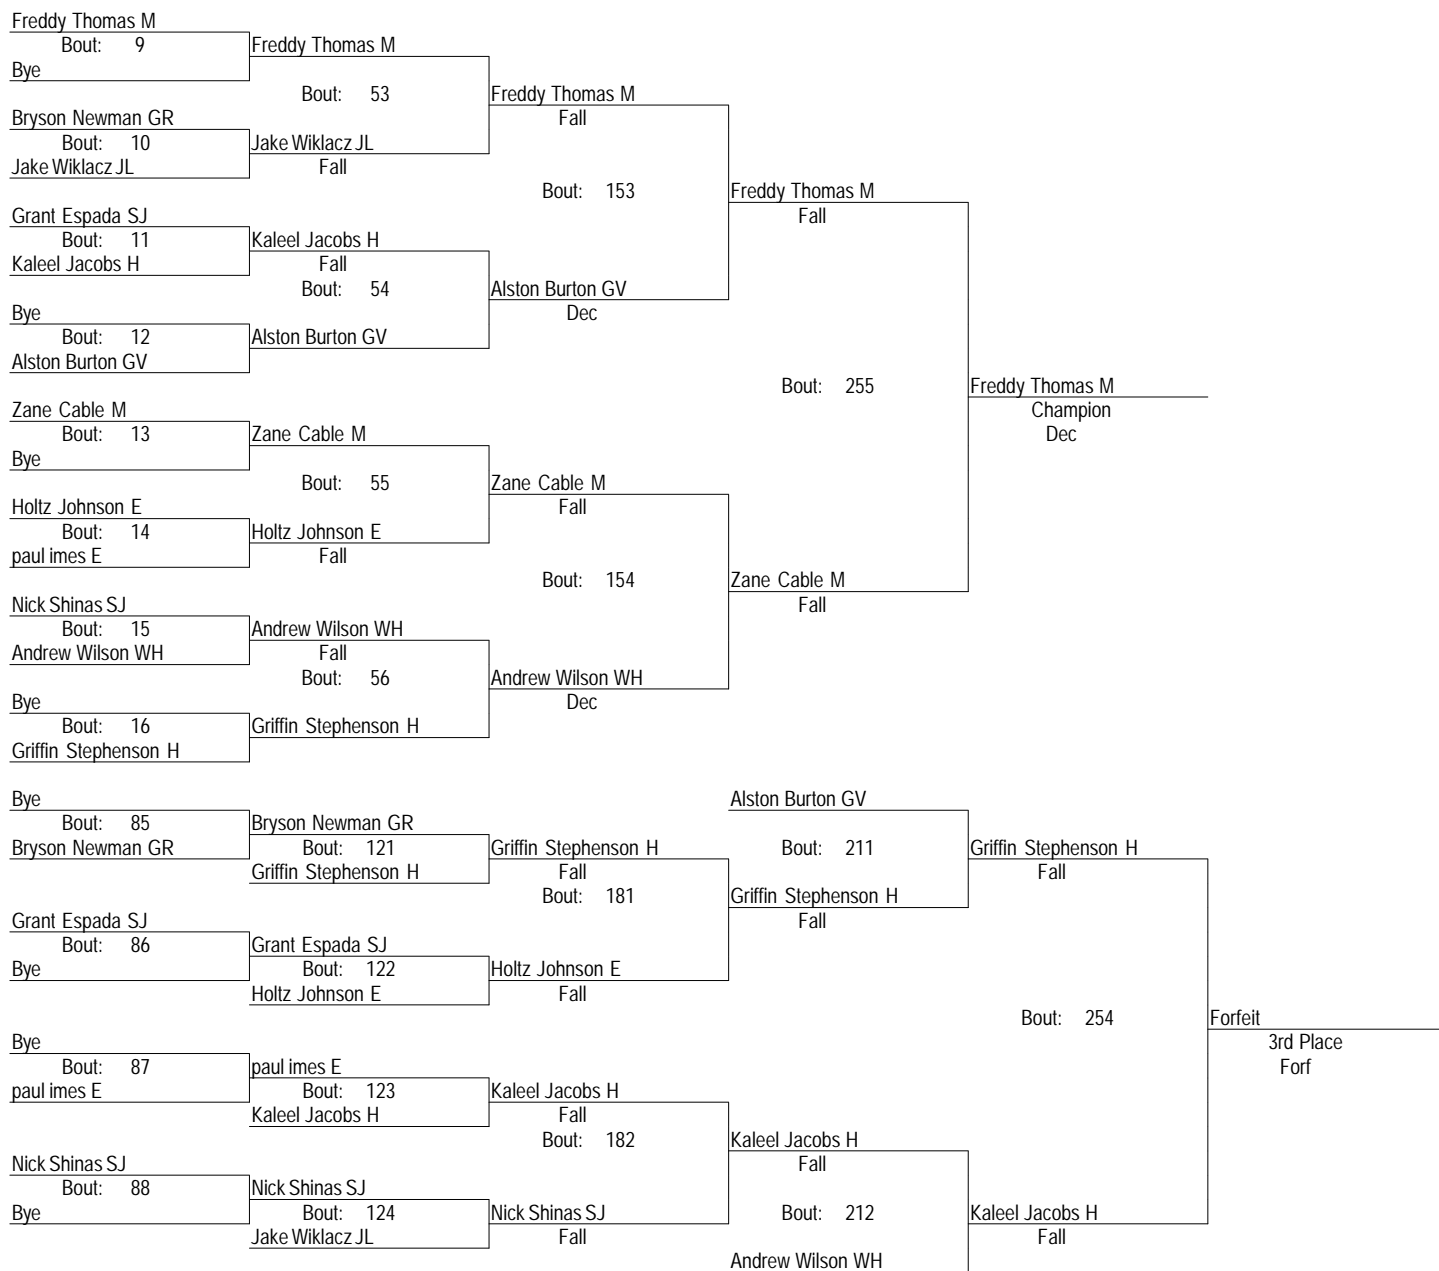 Freddy Thomas M
Bout: 9 Freddy Thomas M
Bye
Bout: 53 Freddy Thomas M
Bryson Newman GR Fall
Bout: 10 Jake Wiklacz JL
Jake Wiklacz JL Fall
Bout: 153 Freddy Thomas M
Grant Espada SJ Fall
Bout: 11 Kaleel Jacobs H
Kaleel Jacobs H Fall
Bout: 54 Alston Burton GV
Bye Dec
Bout: 12 Alston Burton GV
Alston Burton GV
Bout: 255 Freddy Thomas M
Zane Cable M Champion
Bout: 13 Zane Cable M Dec
Bye
Bout: 55 Zane Cable M
Holtz Johnson E Fall
Bout: 14 Holtz Johnson E
paul imes E Fall
Bout: 154 Zane Cable M
Nick Shinas SJ Fall
Bout: 15 Andrew Wilson WH
Andrew Wilson WH Fall
Bout: 56 Andrew Wilson WH
Bye Dec
Bout: 16 Griffin Stephenson H
Griffin Stephenson H
Bye Alston Burton GV
Bout: 85 Bryson Newman GR
Bryson Newman GR Bout: 121 Griffin Stephenson H Bout: 211 Griffin Stephenson H
Griffin Stephenson H Fall Fall
Bout: 181 Griffin Stephenson H
Grant Espada SJ Fall
Bout: 86 Grant Espada SJ
Bye Bout: 122 Holtz Johnson E
Holtz Johnson E Fall
Bout: 254 Forfeit
Bye 3rd Place
Bout: 87 paul imes E Forf
paul imes E Bout: 123 Kaleel Jacobs H
Kaleel Jacobs H Fall
Bout: 182 Kaleel Jacobs H
Nick Shinas SJ Fall
Bout: 88 Nick Shinas SJ
Bye Bout: 124 Nick Shinas SJ Bout: 212 Kaleel Jacobs H
Jake Wiklacz JL Fall Fall
Andrew Wilson WH